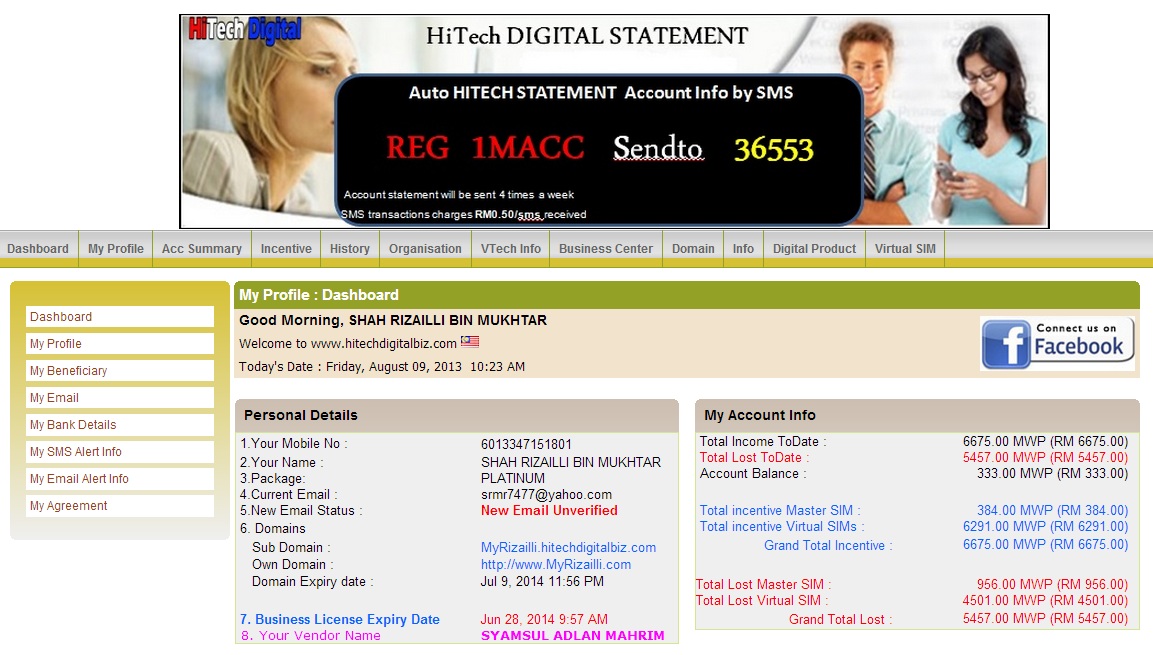 HiTech Digital
HiTech DIGITAL STATEMENT
Auto HITECH STATEMENT Account Info by SMS
REG 1MACC Sendto 36553
Account statement will be sent 4 times a week
SMS transactions charges RM0.50/sms received
Dashboard My Profile Acc Summary Incentive History Organisation VTech Info Business Center Domain Info Digital Product Virtual SIM
Dashboard
My Profile
My Beneficiary
My Email
My Bank Details
My SMS Alert Info
My Email Alert Info
My Agreement
My Profile : Dashboard
Good Morning, SHAH RIZAILLI BIN MUKHTAR
Welcome to www.hitechdigitalbiz.com
Today's Date : Friday, August 09, 2013 10:23 AM
Connect us on
Facebook
Personal Details
1.Your Mobile No : 6013347151801
2.Your Name : SHAH RIZAILLI BIN MUKHTAR
3.Package: PLATINUM
4.Current Email : srmr7477@yahoo.com
5.New Email Status : New Email Unverified
6. Domains
Sub Domain : MyRizailli.hitechdigitalbiz.com
Own Domain : http://www.MyRizailli.com
Domain Expiry date : Jul 9, 2014 11:56 PM
7. Business License Expiry Date Jun 28, 2014 9:57 AM
8. Your Vendor Name SYAMSUL ADLAN MAHRIM
My Account Info
Total Income ToDate : 6675.00 MWP (RM 6675.00)
Total Lost ToDate : 5457.00 MWP (RM 5457.00)
Account Balance : 333.00 MWP (RM 333.00)
Total incentive Master SIM : 384.00 MWP (RM 384.00)
Total incentive Virtual SIMs : 6291.00 MWP (RM 6291.00)
Grand Total Incentive : 6675.00 MWP (RM 6675.00)
Total Lost Master SIM : 956.00 MWP (RM 956.00)
Total Lost Virtual SIM : 4501.00 MWP (RM 4501.00)
Grand Total Lost : 5457.00 MWP (RM 5457.00)